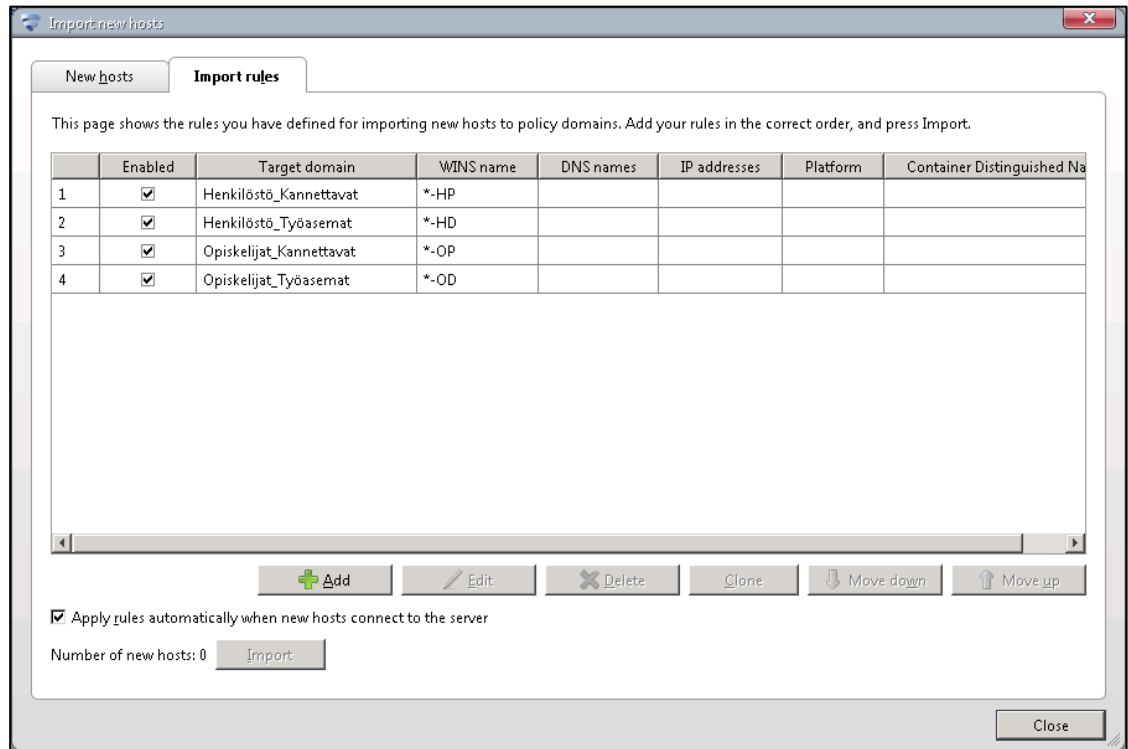 Import new hosts
New hosts Import rules
This page shows the rules you have defined for importing new hosts to policy domains. Add your rules in the correct order, and press Import.
Enabled Target domain WINS name DNS names IP addresses Platform Container Distinguished Na
1 Henkilöstö_Kannettavat *-HP
2 Henkilöstö_Työasemat *-HD
3 Opiskelijat_Kannettavat *-OP
4 Opiskelijat_Työasemat *-OD
Add Edit Delete Clone Move down Move up
Apply rules automatically when new hosts connect to the server
Number of new hosts: 0 Import
Close